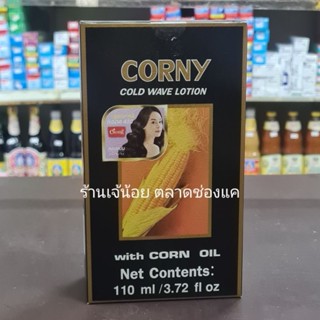 CORNY
COLD WAVE LOTION
ร้านเจ้น้อย ตลาดช่องแค
with CORN OIL
Net Contents:
110 ml /3.72 fl oz